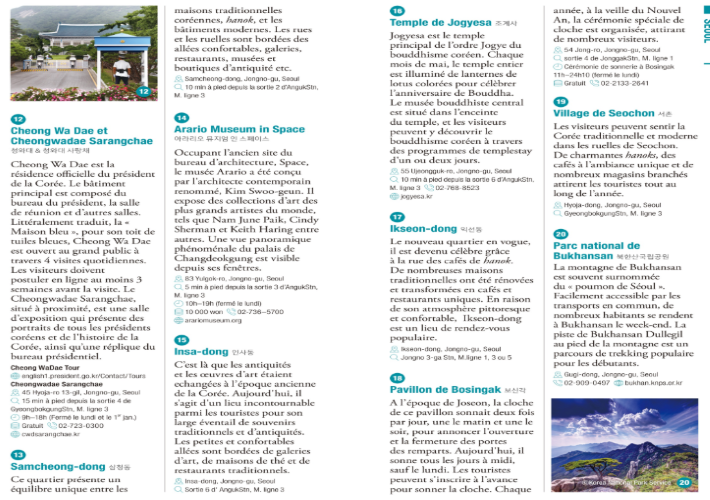 12
12
Cheong Wa Dae et
Cheongwadae Sarangchae
청와대 & 청와대 사랑채
Cheong Wa Dae est la
résidence officielle du président
de la Corée. Le bâtiment
principal est composé du
bureau du président, la salle
de réunion et d'autres salles.
Littéralement traduit, la «
Maison bleu », pour son toit de
tuiles bleues, Cheong Wa Dae
est ouvert au grand public à
travers 4 visites quotidiennes.
Les visiteurs doivent
postuler en ligne au moins 3
semaines avant la visite. Le
Cheongwadae Sarangchae,
situé à proximité, est une salle
d'exposition qui présente des
portraits de tous les présidents
coréens et de l'histoire de la
Corée, ainsi qu'une réplique du
bureau présidentiel.
Cheong WaDae Tour
english1.president.go.kr/Contact/Tours
Cheongwadae Sarangchae
45 Hyoja-ro 13-gil, Jongno-gu, Seoul
15 min à pied depuis la sortie 4 de
GyeongbokgungStn, M. ligne 3
9h–18h (Fermé le lundi et le 1er jan.)
Gratuit 02-723-0300
cwdsarangchae.kr
13
Samcheong-dong 삼청동
Ce quartier présente un
équilibre unique entre les
maisons traditionnelles
coréennes, hanok, et les
bâtiments modernes. Les rues
et les ruelles sont bordées des
allées confortables, galeries,
restaurants, musées et
boutiques d'antiquité etc.
Samcheong-dong, Jongno-gu, Seoul
10 min à pied depuis la sortie 2 d'AngukStn,
M. ligne 3
14
Arario Museum in Space
아라리오 뮤지엄 인 스페이스
Occupant l'ancien site du
bureau d'architecture, Space,
le musée Arario a été conçu
par l'architecte contemporain
renommé, Kim Swoo-geun. Il
expose des collections d'art des
plus grands artistes du monde,
tels que Nam June Paik, Cindy
Sherman et Keith Haring entre
autres. Une vue panoramique
phénoménale du palais de
Changdeokgung est visible
depuis ses fenêtres.
83 Yulgok-ro, Jongno-gu, Seoul
5 min à pied depuis la sortie 3 d'AngukStn,
M. ligne 3
10h–19h (fermé le lundi)
10 000 won 02-736–5700
arariomuseum.org
15
Insa-dong 인사동
C'est là que les antiquités
et les œuvres d'art étaient
echangées à l'époque ancienne
de la Corée. Aujourd'hui, il
s'agit d'un lieu incontournable
parmi les touristes pour son
large éventail de souvenirs
traditionnels et d'antiquités.
Les petites et confortables
allées sont bordées de galeries
d'art, de maisons de thé et de
restaurants traditionnels.
Insa-dong, Jongno-gu, Seoul
Sortie 6 d' AngukStn, M. ligne 3
16
Temple de Jogyesa 조계사
Jogyesa est le temple
principal de l'ordre Jogye du
bouddhisme coréen. Chaque
mois de mai, le temple entier
est illuminé de lanternes de
lotus colorées pour célébrer
l'anniversaire de Bouddha.
Le musée bouddhiste central
est situé dans l'enceinte
du temple, et les visiteurs
peuvent y découvrir le
bouddhisme coréen à travers
des programmes de templestay
d'un ou deux jours.
55 Ujeongguk-ro, Jongno-gu, Seoul
10 min à pied depuis la sortie 6 d'AngukStn,
M. ligne 3 02-768-8523
jogyesa.kr
17
Ikseon-dong 익선동
Le nouveau quartier en vogue,
il est devenu célèbre grâce
à la rue des cafés de hanok.
De nombreuses maisons
traditionnelles ont été rénovées
et transformées en cafés et
restaurants uniques. En raison
de son atmosphère pittoresque
et confortable, Ikseon-dong
est un lieu de rendez-vous
populaire.
Ikseon-dong, Jongno-gu, Seoul
Jongno 3-ga Stn, M.ligne 1, 3 ou 5
18
Pavillon de Bosingak 보신각
A l'époque de Joseon, la cloche
de ce pavillon sonnait deux fois
par jour, une le matin et une le
soir, pour annoncer l'ouverture
et la fermeture des portes
des remparts. Aujourd'hui, il
sonne tous les jours à midi,
sauf le lundi. Les touristes
peuvent s'inscrire à l'avance
pour sonner la cloche. Chaque
année, à la veille du Nouvel
An, la cérémonie spéciale de
cloche est organisée, attirant
de nombreux visiteurs.
54 Jong-ro, Jongno-gu, Seoul
sortie 4 de JonggakStn, M. ligne 1
Cérémonie de sonnerie à Bosingak
11h–24h10 (fermé le lundi)
Gratuit 02-2133-2641
19
Village de Seochon 서촌
Les visiteurs peuvent sentir la
Corée traditionnelle et moderne
dans les ruelles de Seochon.
De charmantes hanoks, des
cafés à l'ambiance unique et de
nombreux magasins branchés
attirent les touristes tout au
long de l'année.
Hyoja-dong, Jongno-gu, Seoul
GyeongbokgungStn, M. ligne 3
20
Parc national de
Bukhansan 북한산국립공원
La montagne de Bukhansan
est souvent surnommée
du « poumon de Séoul ».
Facilement accessible par les
transports en commun, de
nombreux habitants se rendent
à Bukhansan le week-end. La
piste de Bukhansan Dullegil
au pied de la montagne est un
parcours de trekking populaire
pour les débutants.
Gugi-dong, Jongno-gu, Seoul
02-909-0497 bukhan.knps.or.kr
© Korea National Park Service
20
SEOUL